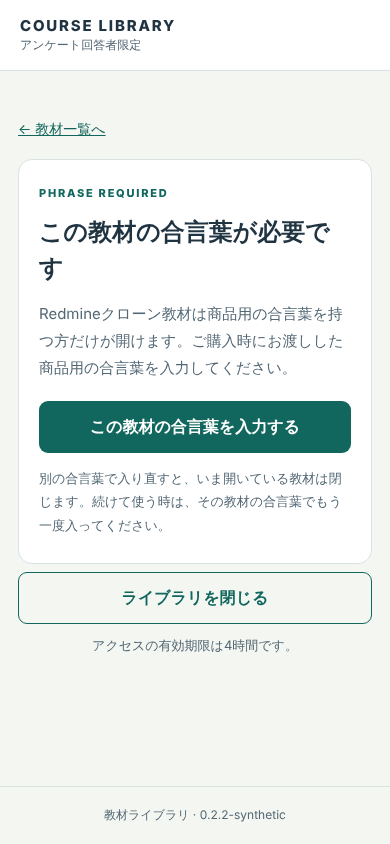 COURSE LIBRARY
アンケート回答者限定
← 教材一覧へ
PHRASE REQUIRED
この教材の合言葉が必要で
す
Redmineクローン教材は商品用の合言葉を持
つ方だけが開けます。ご購入時にお渡しした
商品用の合言葉を入力してください。
この教材の合言葉を入力する
別の合言葉で入り直すと、いま開いている教材は閉
じます。続けて使う時は、その教材の合言葉でもう
一度入ってください。
ライブラリを閉じる
アクセスの有効期限は4時間です。
教材ライブラリ · 0.2.2-synthetic